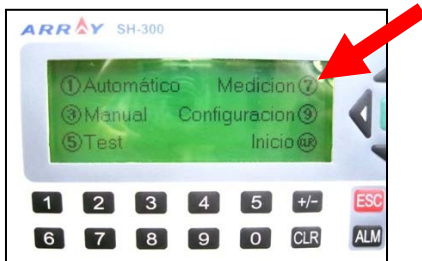 ARRAY SH-300
①Automático Medicion⑦
③Manual Configuracion⑨
⑤Test Inicio CLR
1 2 3 4 5 +/- ESC
6 7 8 9 0 CLR ALM